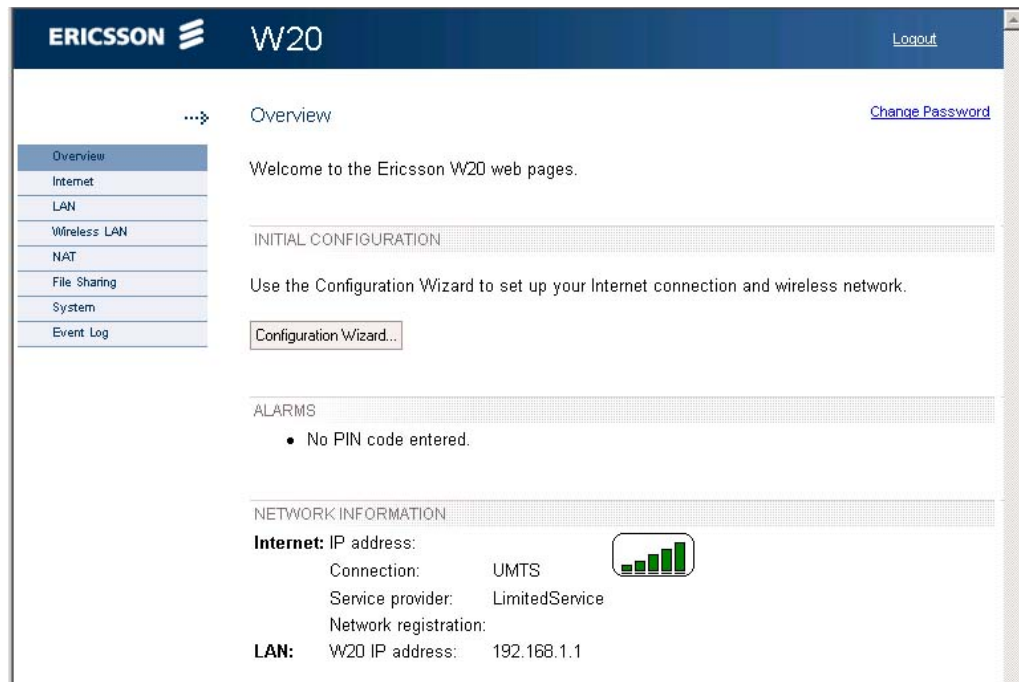 ERICSSON
W20
Logout
Overview
Change Password
Overview
Internet
LAN
Wireless LAN
NAT
File Sharing
System
Event Log
Welcome to the Ericsson W20 web pages.
INITIAL CONFIGURATION
Use the Configuration Wizard to set up your Internet connection and wireless network.
Configuration Wizard...
ALARMS
• No PIN code entered.
NETWORK INFORMATION
Internet: IP address:
Connection: UMTS
Service provider: LimitedService
Network registration:
LAN: W20 IP address: 192.168.1.1